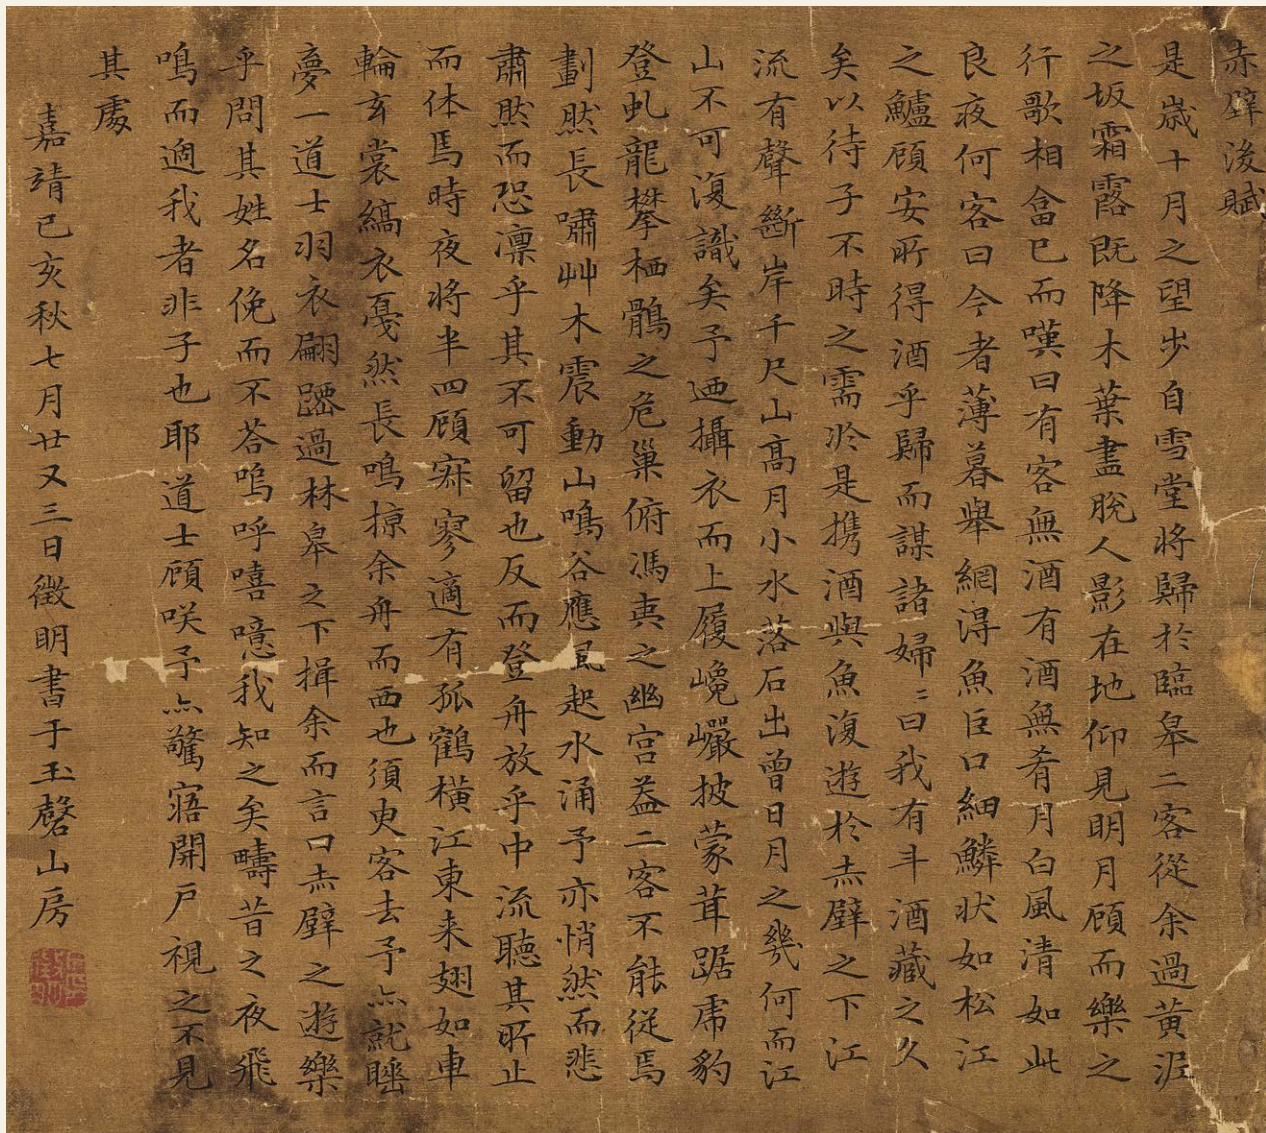 赤壁後賦
是歲十月之望步自雪堂將歸於臨皋二客從余過黃泥
之坂霜露既降木葉盡脫人影在地仰見明月顧而樂之
行歌相畣已而嘆曰有客無酒有酒無肴月白風清如此
良夜何客曰今者薄暮舉網得魚巨口細鱗狀如松江
之鱸顧安所得酒乎歸而謀諸婦〻曰我有斗酒藏之久
矣以待子不時之需於是攜酒與魚復遊於赤壁之下江
流有聲斷岸千尺山高月小水落石出曾日月之幾何而江
山不可復識矣予迺攝衣而上履巉巖披蒙茸踞虎豹
登虬龍攀栖鶻之危巢俯馮夷之幽宮蓋二客不能從焉
劃然長嘯艸木震動山鳴谷應風起水涌予亦悄然而悲
肅然而恐凜乎其不可留也反而登舟放乎中流聽其所止
而休焉時夜將半四顧寂寥適有孤鶴橫江東来翅如車
輪玄裳縞衣戛然長鳴掠余舟而西也須臾客去予亦就睡
夢一道士羽衣翩躚過林皋之下揖余而言曰赤壁之遊樂
乎問其姓名俛而不答嗚呼噫嘻我知之矣疇昔之夜飛
鳴而過我者非子也耶道士顧咲予亦驚寤開戶視之不見
其處
嘉靖己亥秋七月廿又三日徵明書于玉磬山房